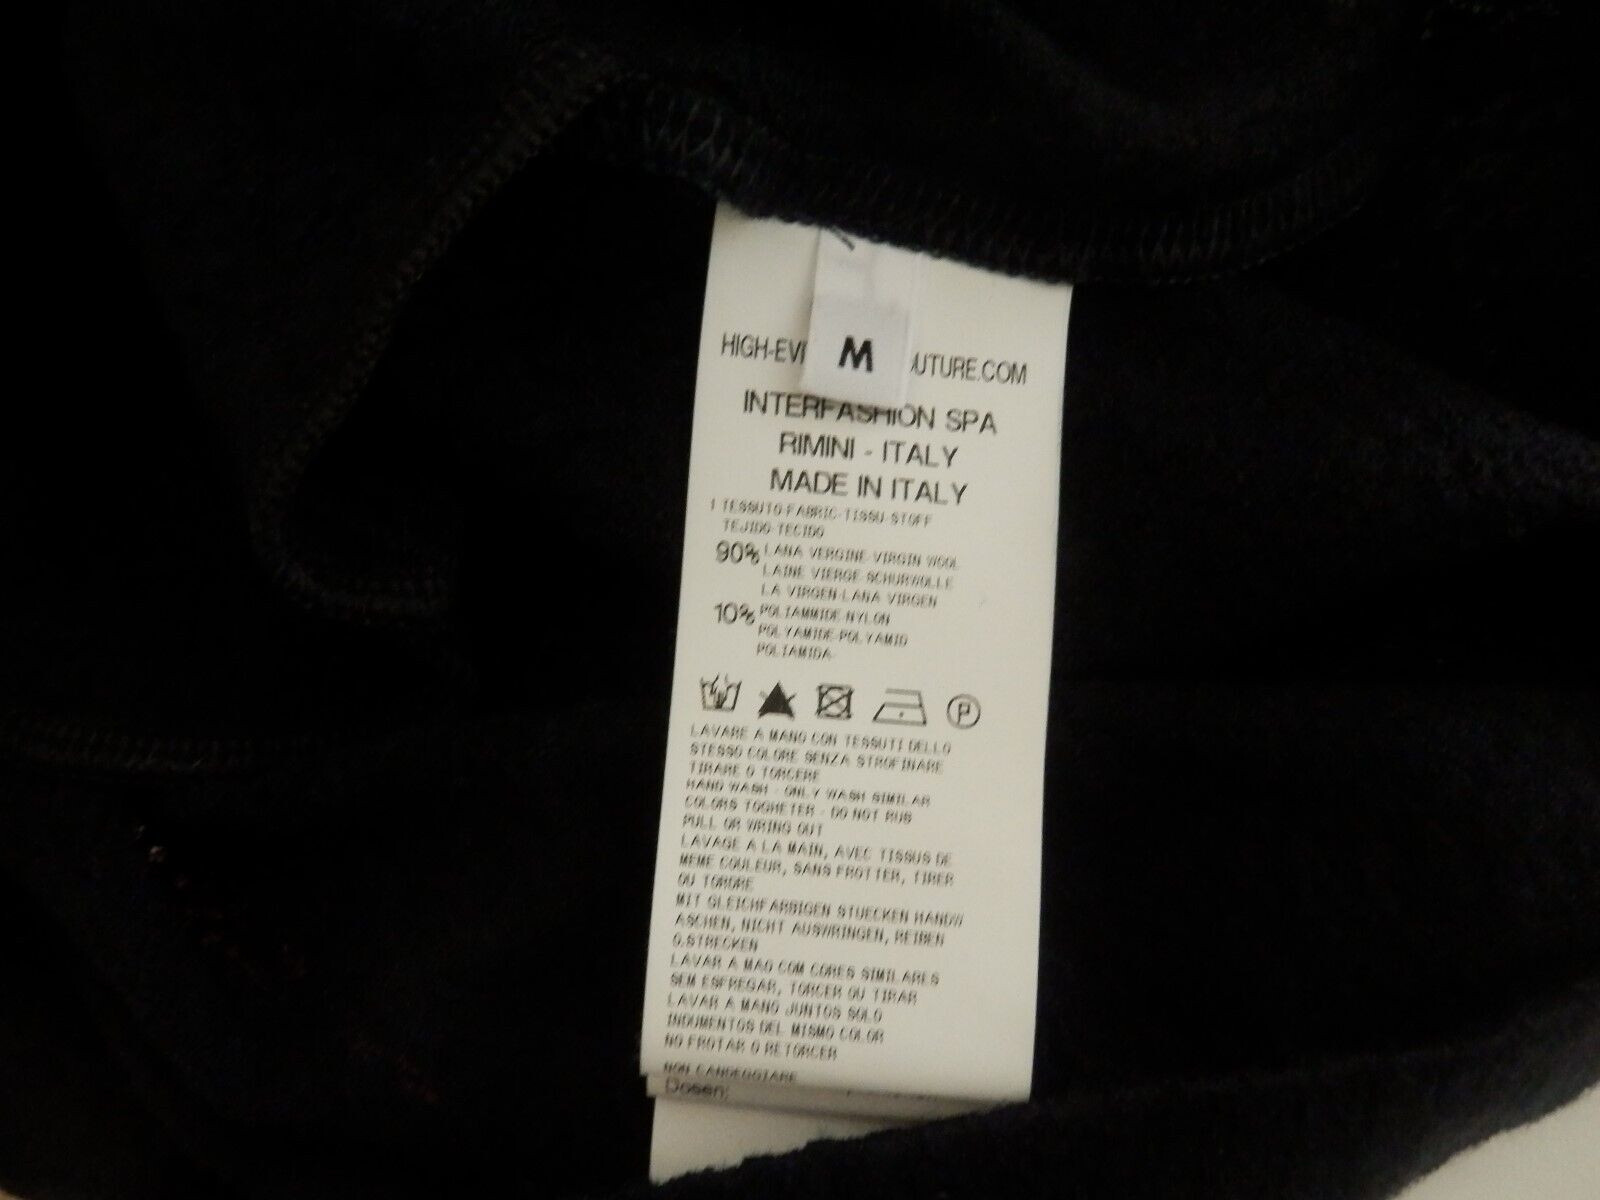 M
HIGH-EV OUTURE.COM
INTERFASHION SPA
RIMINI - ITALY
MADE IN ITALY
1 TESSUTO-FABRIC-TISSU-STOFF
TEJIDO-TECIDO
90% LANA VERGINE-VIRGIN WOOL
LAINE VIERGE-SCHURWOLLE
LA VIRGEN-LANA VIRGEN
10% POLIAMMIDE-NYLON
POLYAMIDE-POLYAMID
POLIAMIDA-
P
LAVARE A MANO CON TESSUTI DELLO
STESSO COLORE SENZA STROFINARE
TIRARE O TORCERE
HAND WASH - ONLY WASH SIMILAR
COLORS TOGHETER - DO NOT RUB
PULL OR WRING OUT
LAVAGE A LA MAIN, AVEC TISSUS DE
MEME COULEUR, SANS FROTTER, TIRER
OU TORDRE
MIT GLEICHFARBIGEN STUECKEN HANDW
ASCHEN, NICHT AUSWRINGEN, REIBEN
O.STRECKEN
LAVAR A MAO COM CORES SIMILARES
SEM ESFREGAR, TORCER OU TIRAR
LAVAR A MANO JUNTOS SOLO
INDUMENTOS DEL MISMO COLOR
NO FROTAR O RETORCER
NON CANDEGGIARE
Dosen: